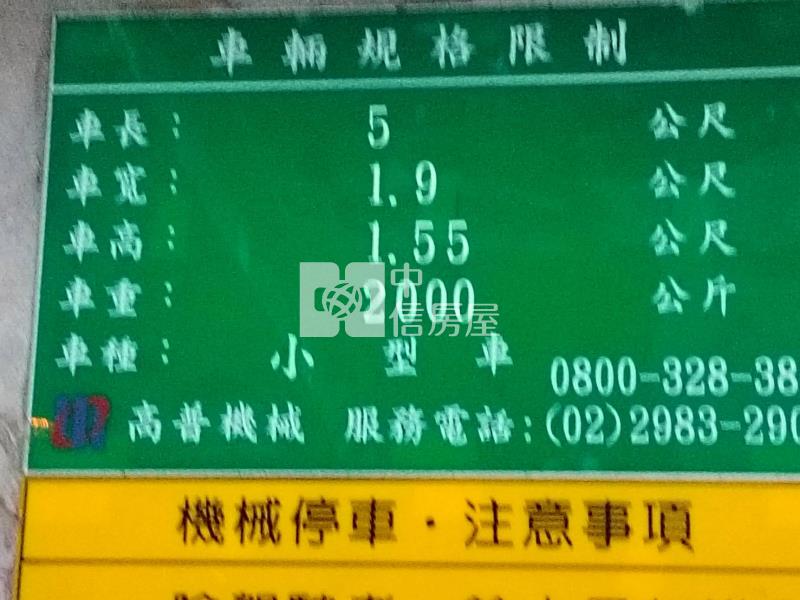 車輛規格限制
車長： 5 公尺
車寬： 1.9 公尺
車高： 1.55 公尺
車重： 2000 公斤
中信房屋
車種： 小型車
0800-328-38
高普機械 服務電話:(02)2983-290
機械停車・注意事項